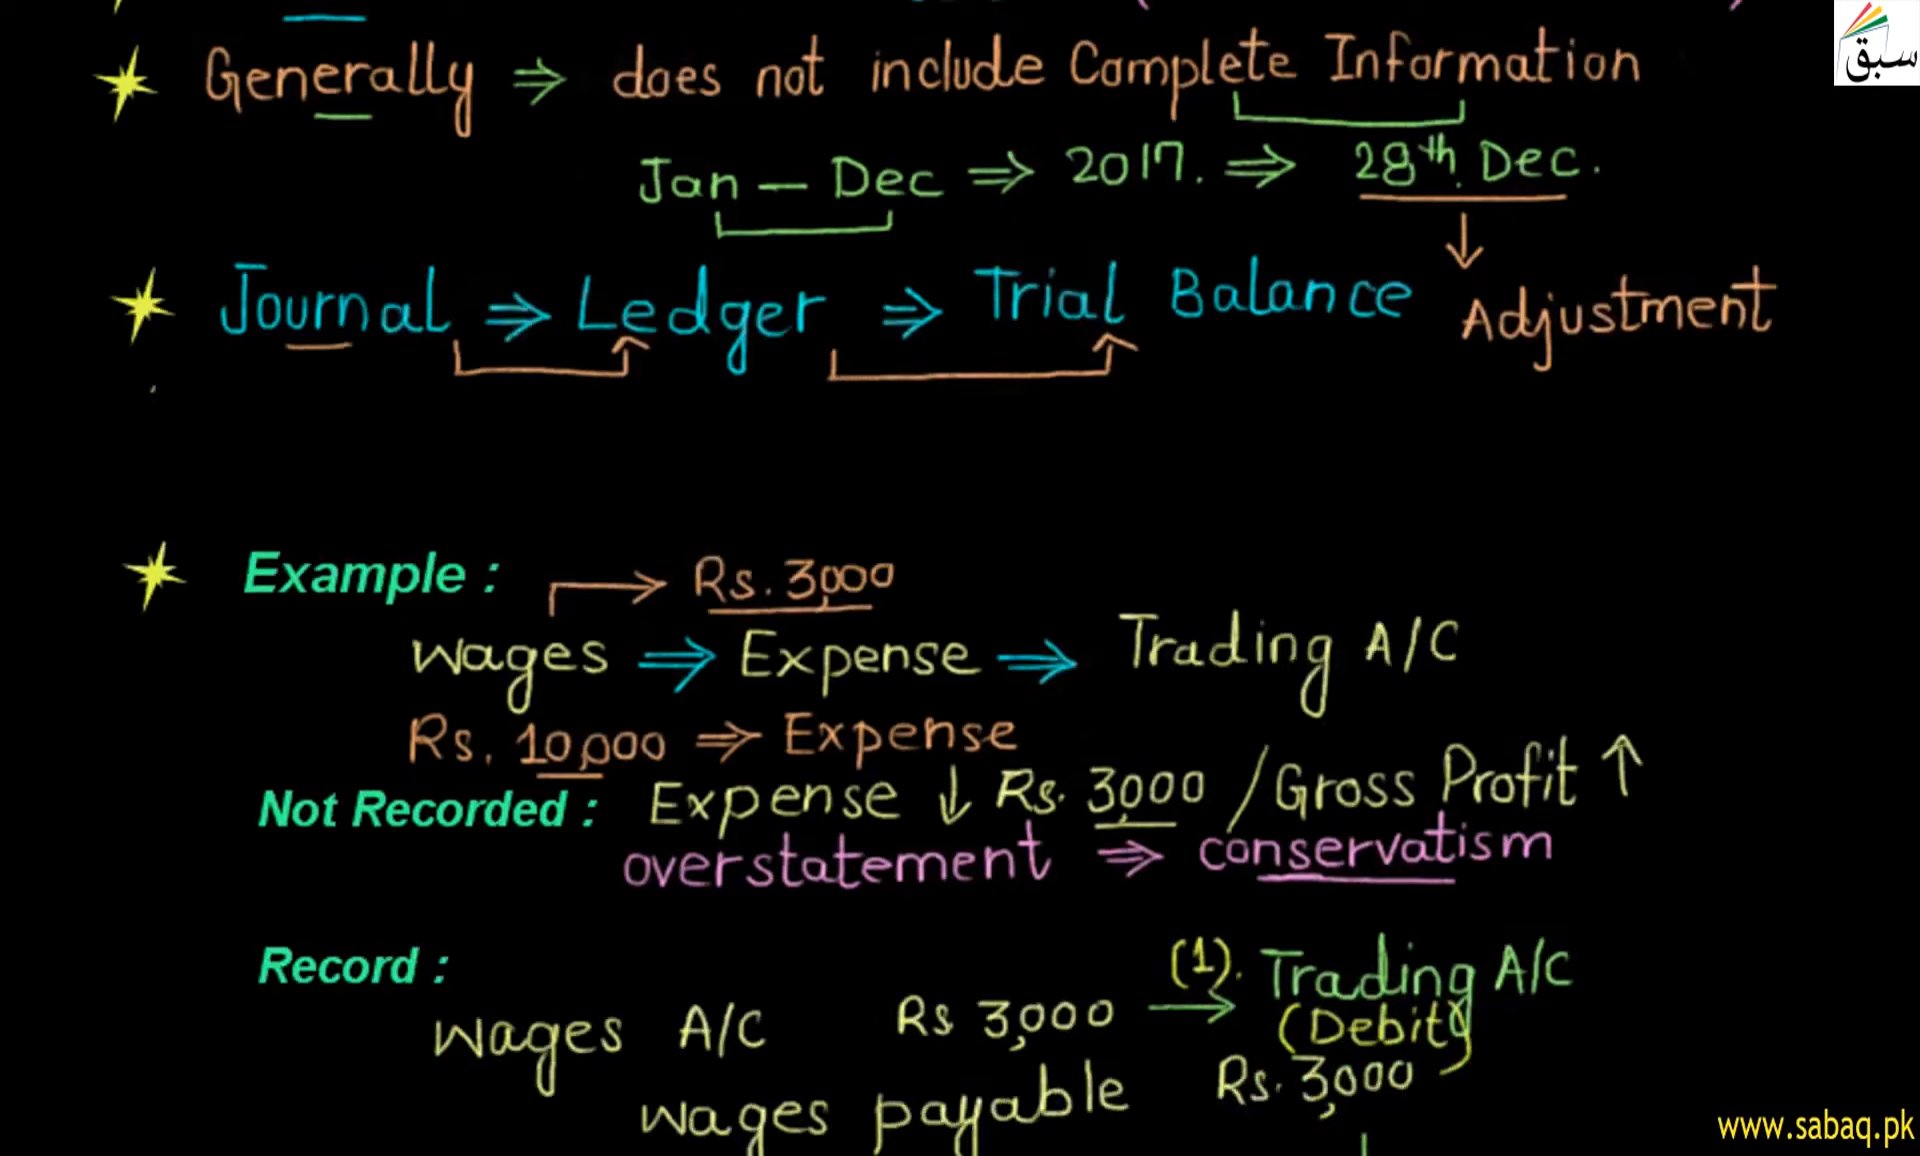 سبق
Generally ⇒ does not include Complete Information
Jan — Dec ⇒ 2017. ⇒ 28th. Dec.
Journal ⇒ Ledger ⇒ Trial Balance
Adjustment
Example :
Rs. 3,000
Wages ⇒ Expense ⇒ Trading A/C
Rs. 10,000 ⇒ Expense
Not Recorded : Expense ↓ Rs. 3,000 / Gross Profit ↑
overstatement ⇒ conservatism
Record :
(1). Trading A/C
(Debit)
Wages A/C Rs 3,000 →
Wages payable Rs. 3,000
www.sabaq.pk